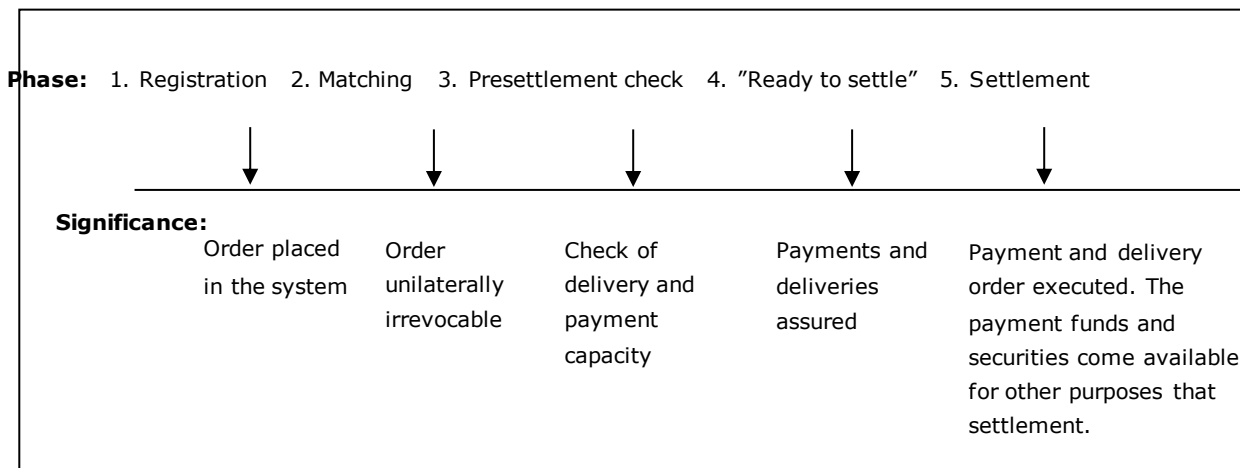 Phase: 1. Registration 2. Matching 3. Presettlement check 4. ”Ready to settle” 5. Settlement
Significance:
Order placed
in the system
Order
unilaterally
irrevocable
Check of
delivery and
payment
capacity
Payments and
deliveries
assured
Payment and delivery
order executed. The
payment funds and
securities come available
for other purposes that
settlement.